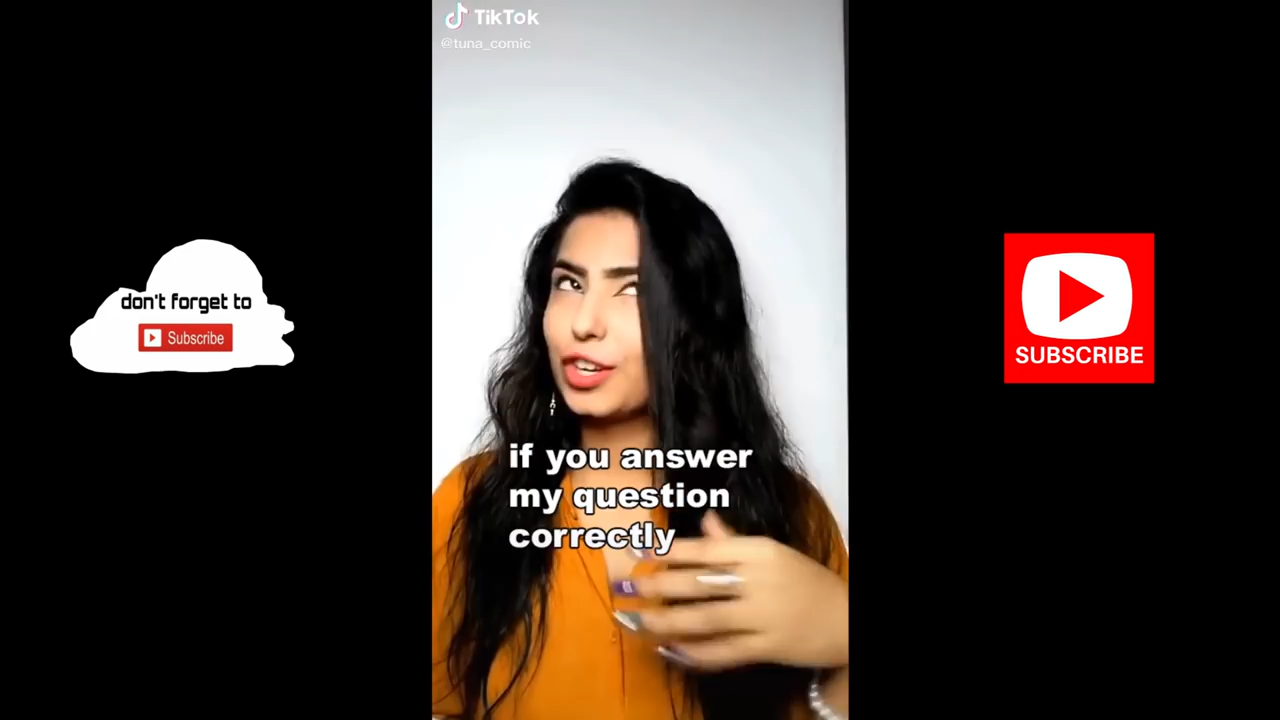 TikTok
@tuna_comic
don't forget to
Subscribe
SUBSCRIBE
if you answer
my question
correctly